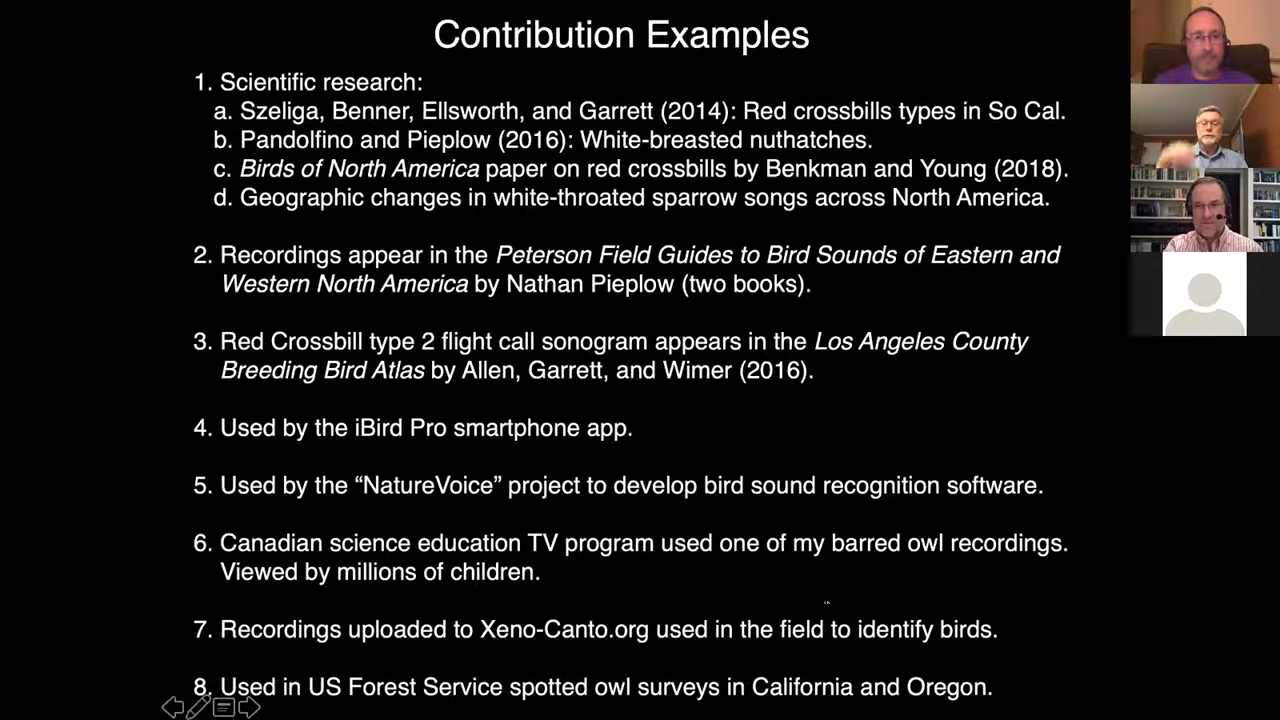 Contribution Examples
1. Scientific research:
a. Szeliga, Benner, Ellsworth, and Garrett (2014): Red crossbills types in So Cal.
b. Pandolfino and Pieplow (2016): White-breasted nuthatches.
c. Birds of North America paper on red crossbills by Benkman and Young (2018).
d. Geographic changes in white-throated sparrow songs across North America.
2. Recordings appear in the Peterson Field Guides to Bird Sounds of Eastern and
Western North America by Nathan Pieplow (two books).
3. Red Crossbill type 2 flight call sonogram appears in the Los Angeles County
Breeding Bird Atlas by Allen, Garrett, and Wimer (2016).
4. Used by the iBird Pro smartphone app.
5. Used by the “NatureVoice” project to develop bird sound recognition software.
6. Canadian science education TV program used one of my barred owl recordings.
Viewed by millions of children.
7. Recordings uploaded to Xeno-Canto.org used in the field to identify birds.
8. Used in US Forest Service spotted owl surveys in California and Oregon.